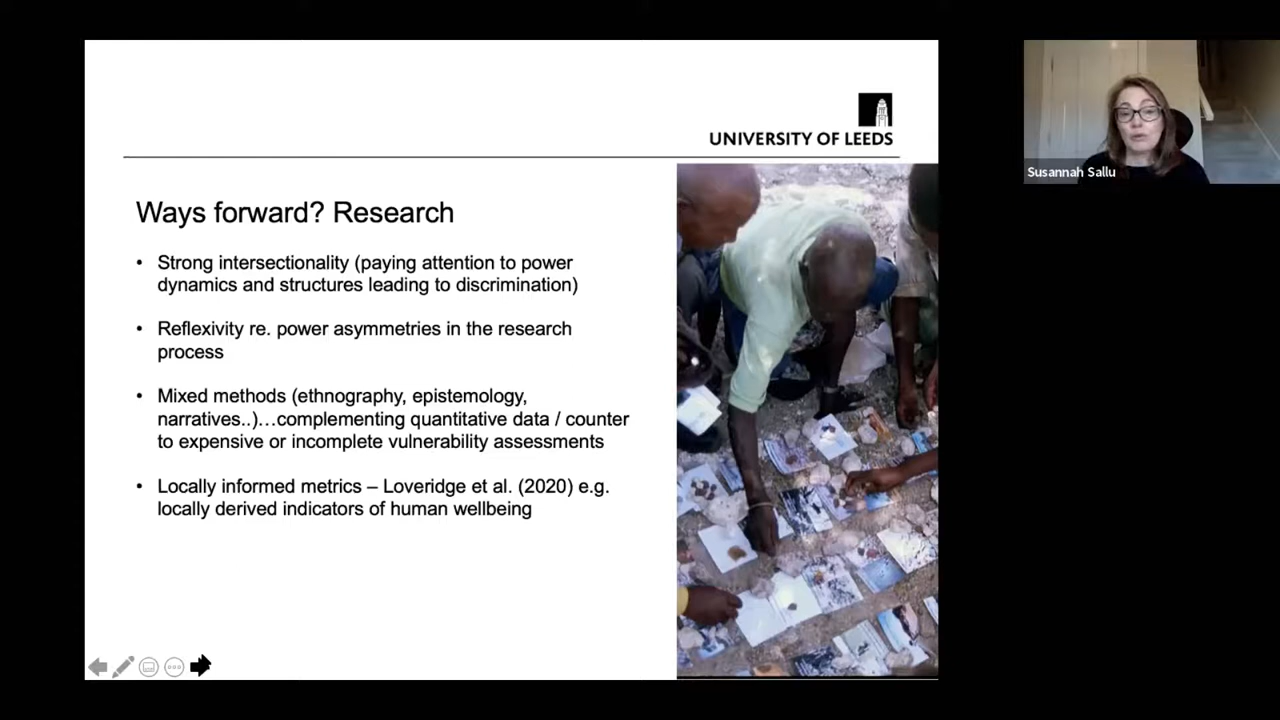 UNIVERSITY OF LEEDS
Susannah Sallu
Ways forward? Research
• Strong intersectionality (paying attention to power
dynamics and structures leading to discrimination)
• Reflexivity re. power asymmetries in the research
process
• Mixed methods (ethnography, epistemology,
narratives..)…complementing quantitative data / counter
to expensive or incomplete vulnerability assessments
• Locally informed metrics – Loveridge et al. (2020) e.g.
locally derived indicators of human wellbeing